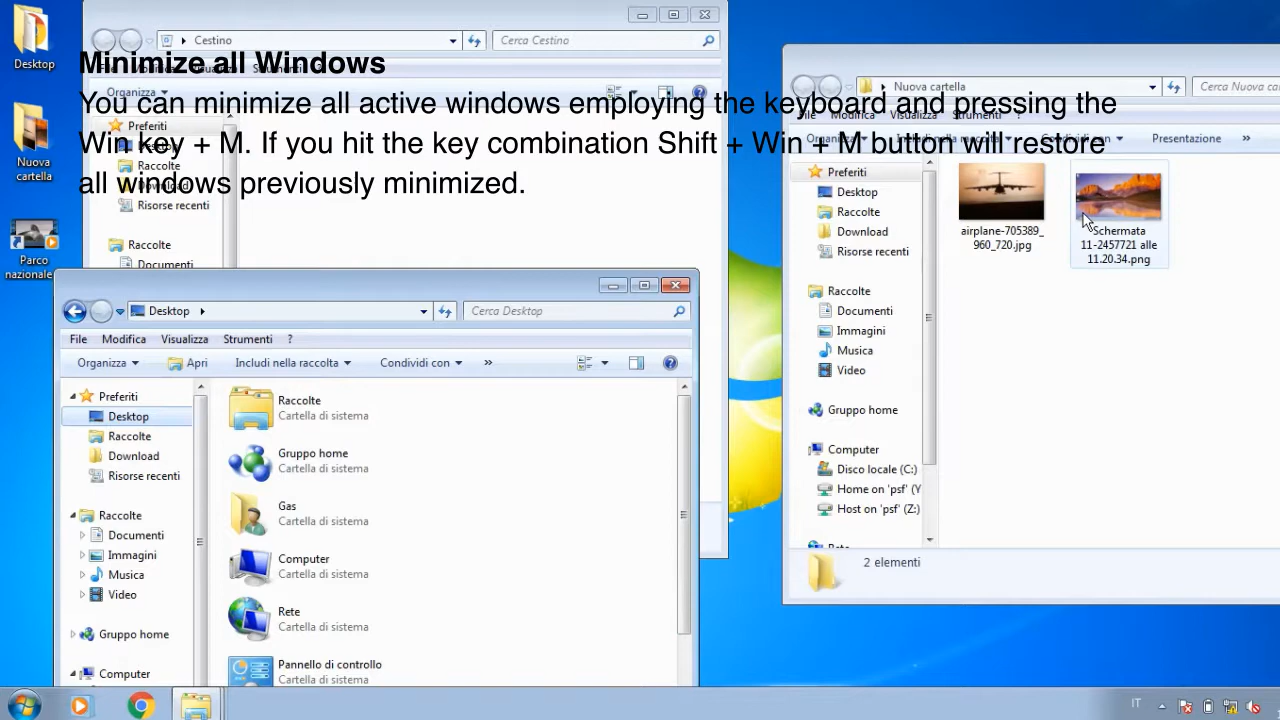 Desktop
Nuova
cartella
Parco
nazionale
Cestino
Cerca Cestino
Minimize all Windows
You can minimize all active windows employing the keyboard and pressing the
Win key + M. If you hit the key combination Shift + Win + M button will restore
all windows previously minimized.
Organizza
Preferiti
Raccolte
Risorse recenti
Raccolte
Documenti
Desktop
Cerca Desktop
File Modifica Visualizza Strumenti ?
Organizza Apri Includi nella raccolta Condividi con »
Preferiti
Desktop
Raccolte
Download
Risorse recenti
Raccolte
Documenti
Immagini
Musica
Video
Gruppo home
Computer
Raccolte
Cartella di sistema
Gruppo home
Cartella di sistema
Gas
Cartella di sistema
Computer
Cartella di sistema
Rete
Cartella di sistema
Pannello di controllo
Cartella di sistema
Nuova cartella
Cerca Nuova ca
Presentazione »
Preferiti
Desktop
Raccolte
Download
Risorse recenti
Raccolte
Documenti
Immagini
Musica
Video
Gruppo home
Computer
Disco locale (C:)
Home on 'psf' (Y
Host on 'psf' (Z:)
airplane-705389_
960_720.jpg
Schermata
11-2457721 alle
11.20.34.png
2 elementi
IT